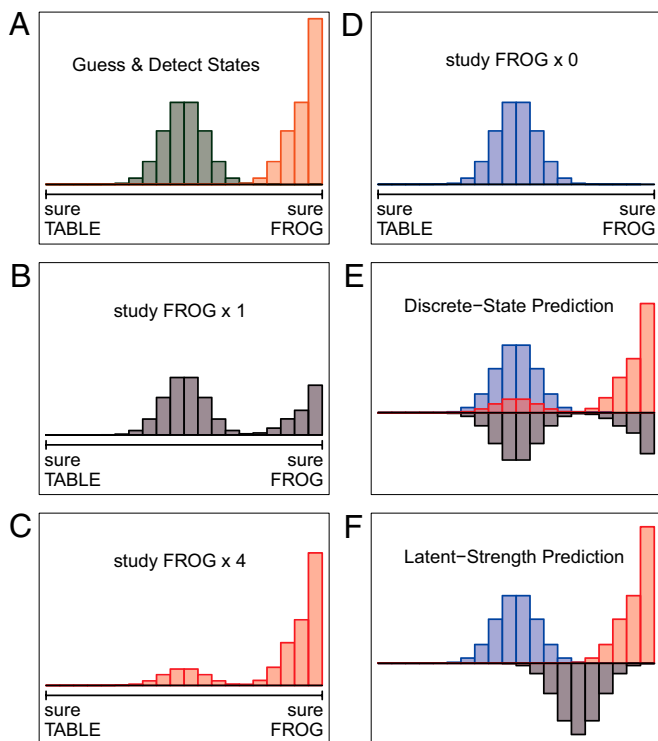 A
Guess & Detect States
sure
TABLE
sure
FROG
B
study FROG x 1
sure
TABLE
sure
FROG
C
study FROG x 4
sure
TABLE
sure
FROG
D
study FROG x 0
sure
TABLE
sure
FROG
E
Discrete−State Prediction
F
Latent−Strength Prediction